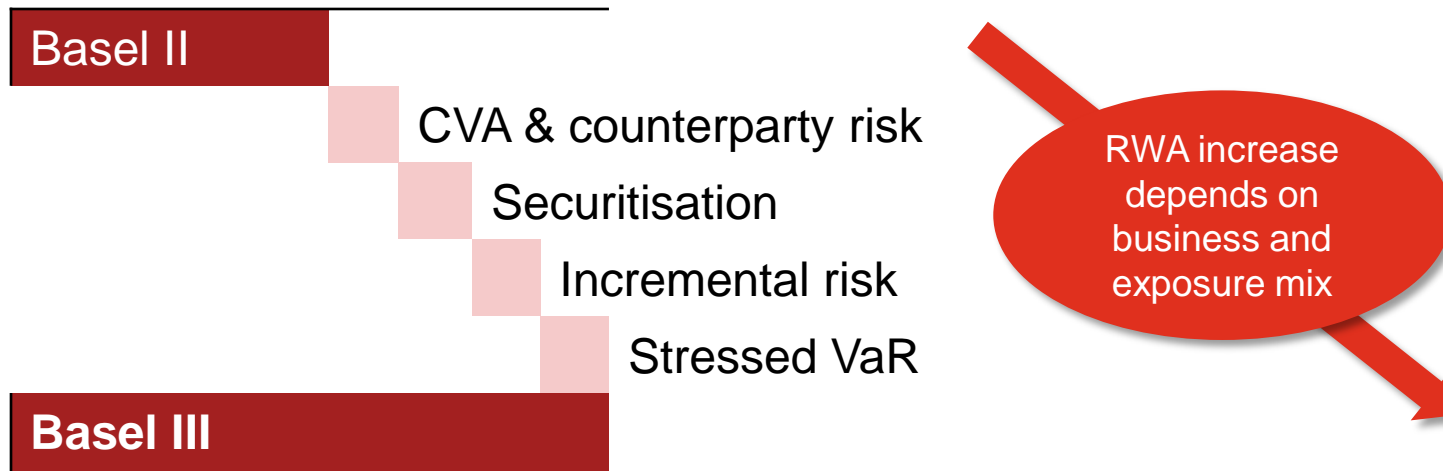 Basel II
CVA & counterparty risk
Securitisation
Incremental risk
Stressed VaR
Basel III
RWA increase
depends on
business and
exposure mix